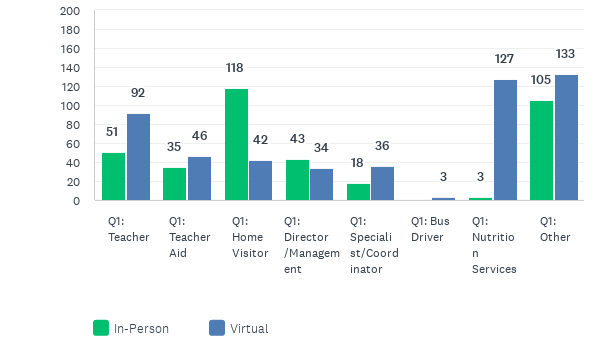 200
180
160
140
120
100
80
60
40
20
0
51
92
35
46
118
42
43
34
18
36
3
3
127
105
133
Q1:
Teacher
Q1:
Teacher
Aid
Q1:
Home
Visitor
Q1:
Director
/Managem
ent
Q1:
Speciali
st/Coord
inator
Q1: Bus
Driver
Q1:
Nutritio
n
Services
Q1:
Other
In-Person
Virtual